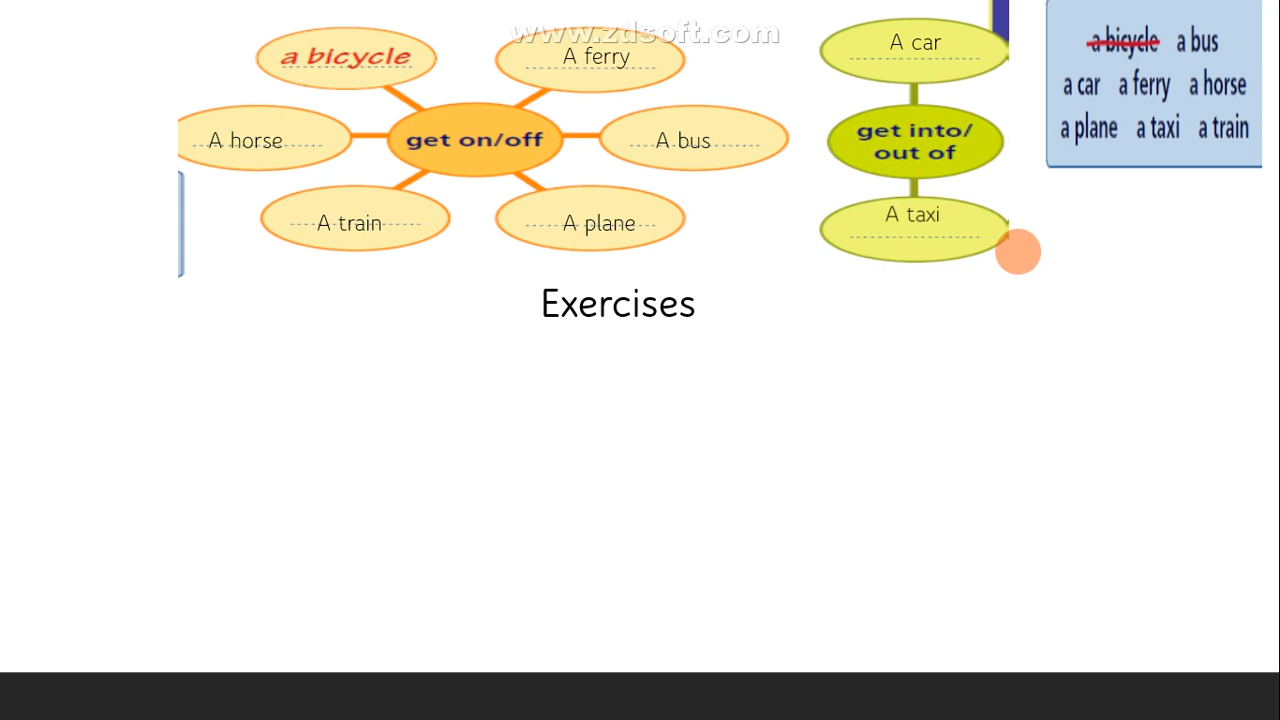 www.zdsoft.com
a bicycle
A ferry
A horse
get on/off
A bus
A train
A plane
A car
get into/
out of
A taxi
a bicycle a bus
a car a ferry a horse
a plane a taxi a train
Exercises